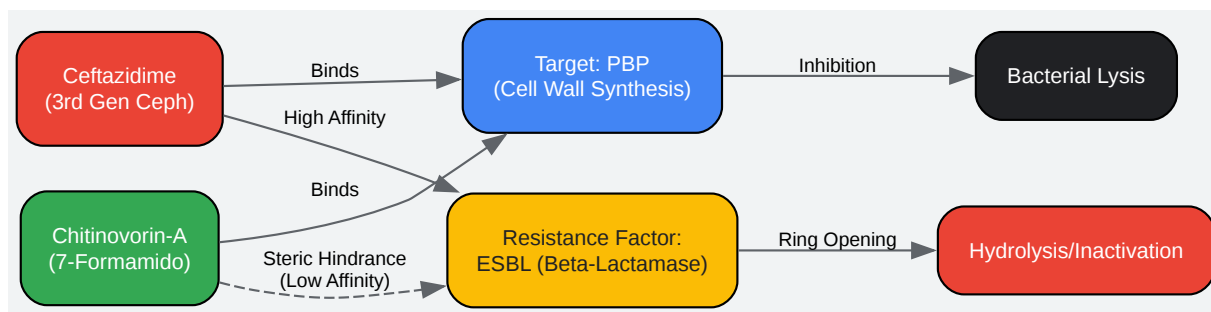 Ceftazidime
(3rd Gen Ceph)
Binds
High Affinity
Target: PBP
(Cell Wall Synthesis)
Inhibition
Bacterial Lysis
Chitinovorin-A
(7-Formamido)
Binds
Steric Hindrance
(Low Affinity)
Resistance Factor:
ESBL (Beta-Lactamase)
Ring Opening
Hydrolysis/Inactivation